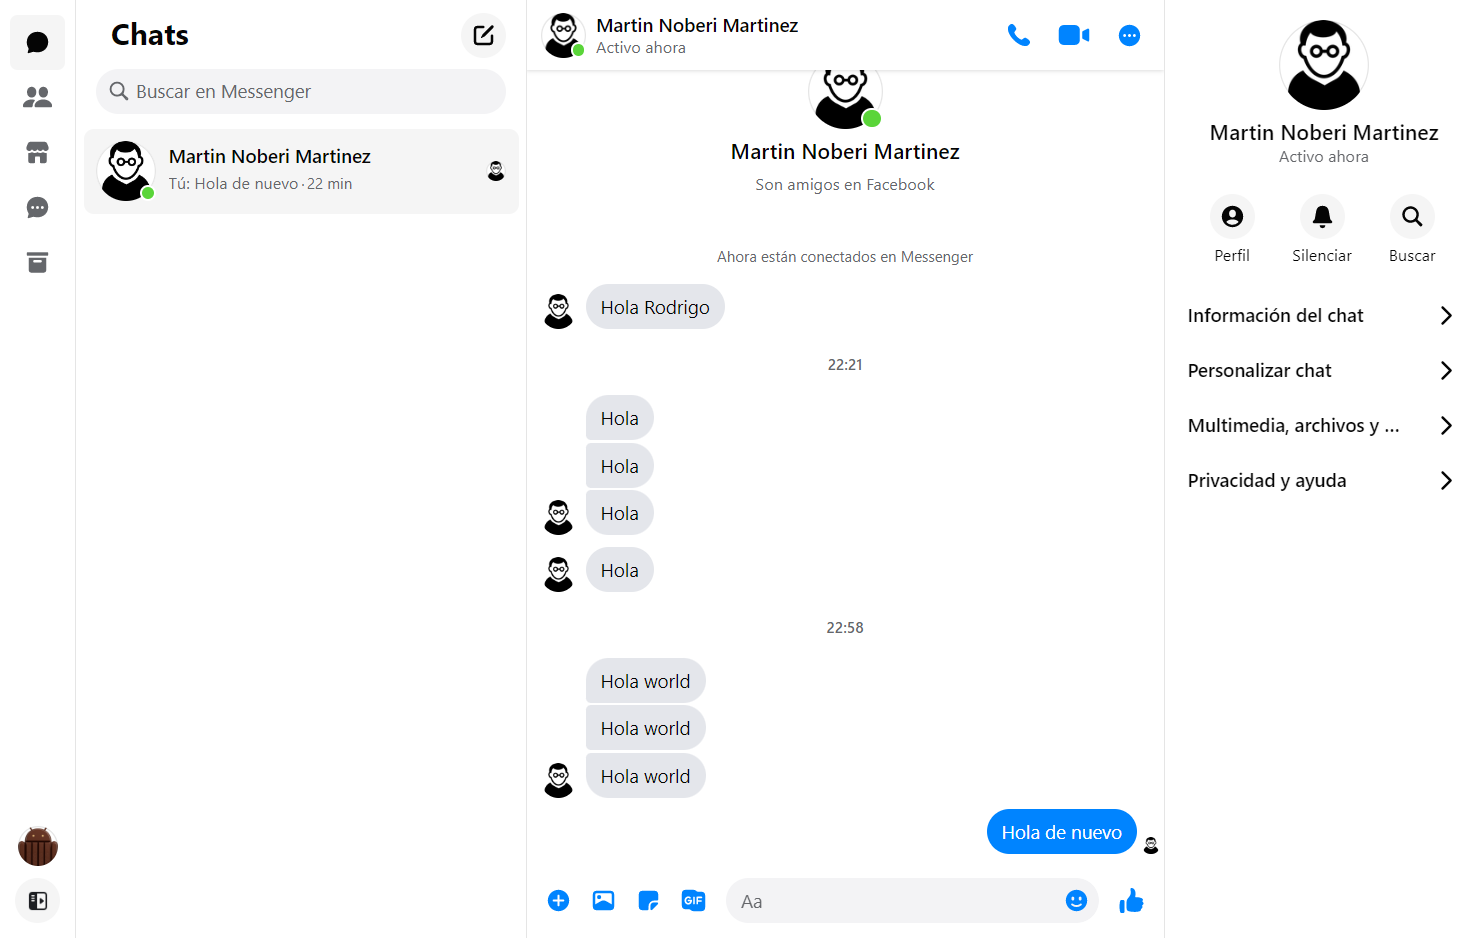 Chats
Buscar en Messenger
Martin Noberi Martinez
Tú: Hola de nuevo · 22 min
Martin Noberi Martinez
Activo ahora
Martin Noberi Martinez
Son amigos en Facebook
Ahora están conectados en Messenger
Hola Rodrigo
22:21
Hola
Hola
Hola
Hola
22:58
Hola world
Hola world
Hola world
Hola de nuevo
GIF
Aa
Martin Noberi Martinez
Activo ahora
Perfil
Silenciar
Buscar
Información del chat
Personalizar chat
Multimedia, archivos y ...
Privacidad y ayuda